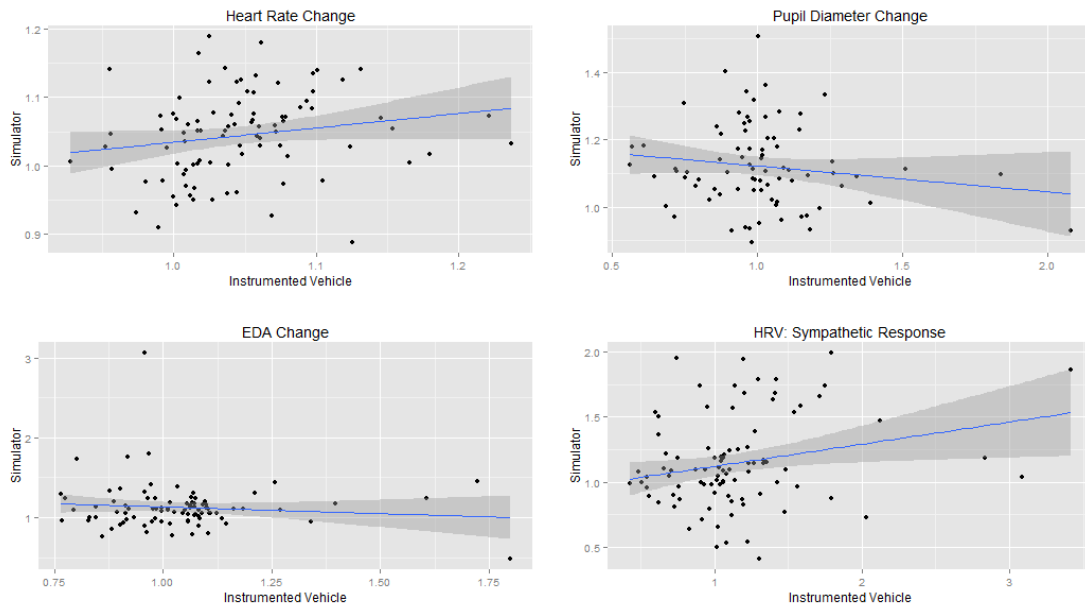 Heart Rate Change
1.2
1.1
1.0
0.9
Simulator
1.0 1.1 1.2
Instrumented Vehicle
Pupil Diameter Change
1.4
1.2
1.0
Simulator
0.5 1.0 1.5 2.0
Instrumented Vehicle
EDA Change
3
2
1
Simulator
0.75 1.00 1.25 1.50 1.75
Instrumented Vehicle
HRV: Sympathetic Response
2.0
1.5
1.0
0.5
Simulator
1 2 3
Instrumented Vehicle